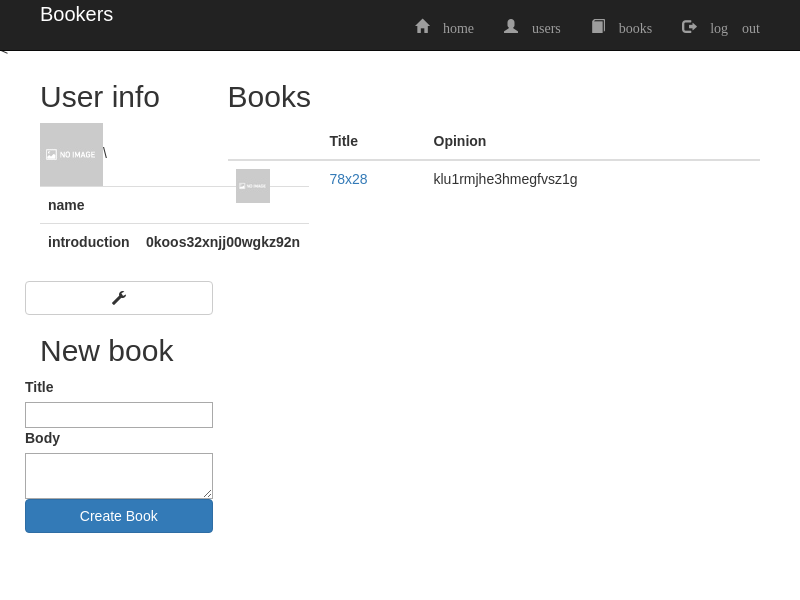 Bookers
home users books log out
<
User info
NO IMAGE
\
name
introduction 0koos32xnjj00wgkz92n
New book
Title
Body
Create Book
Books
Title Opinion
NO IMAGE
78x28 klu1rmjhe3hmegfvsz1g